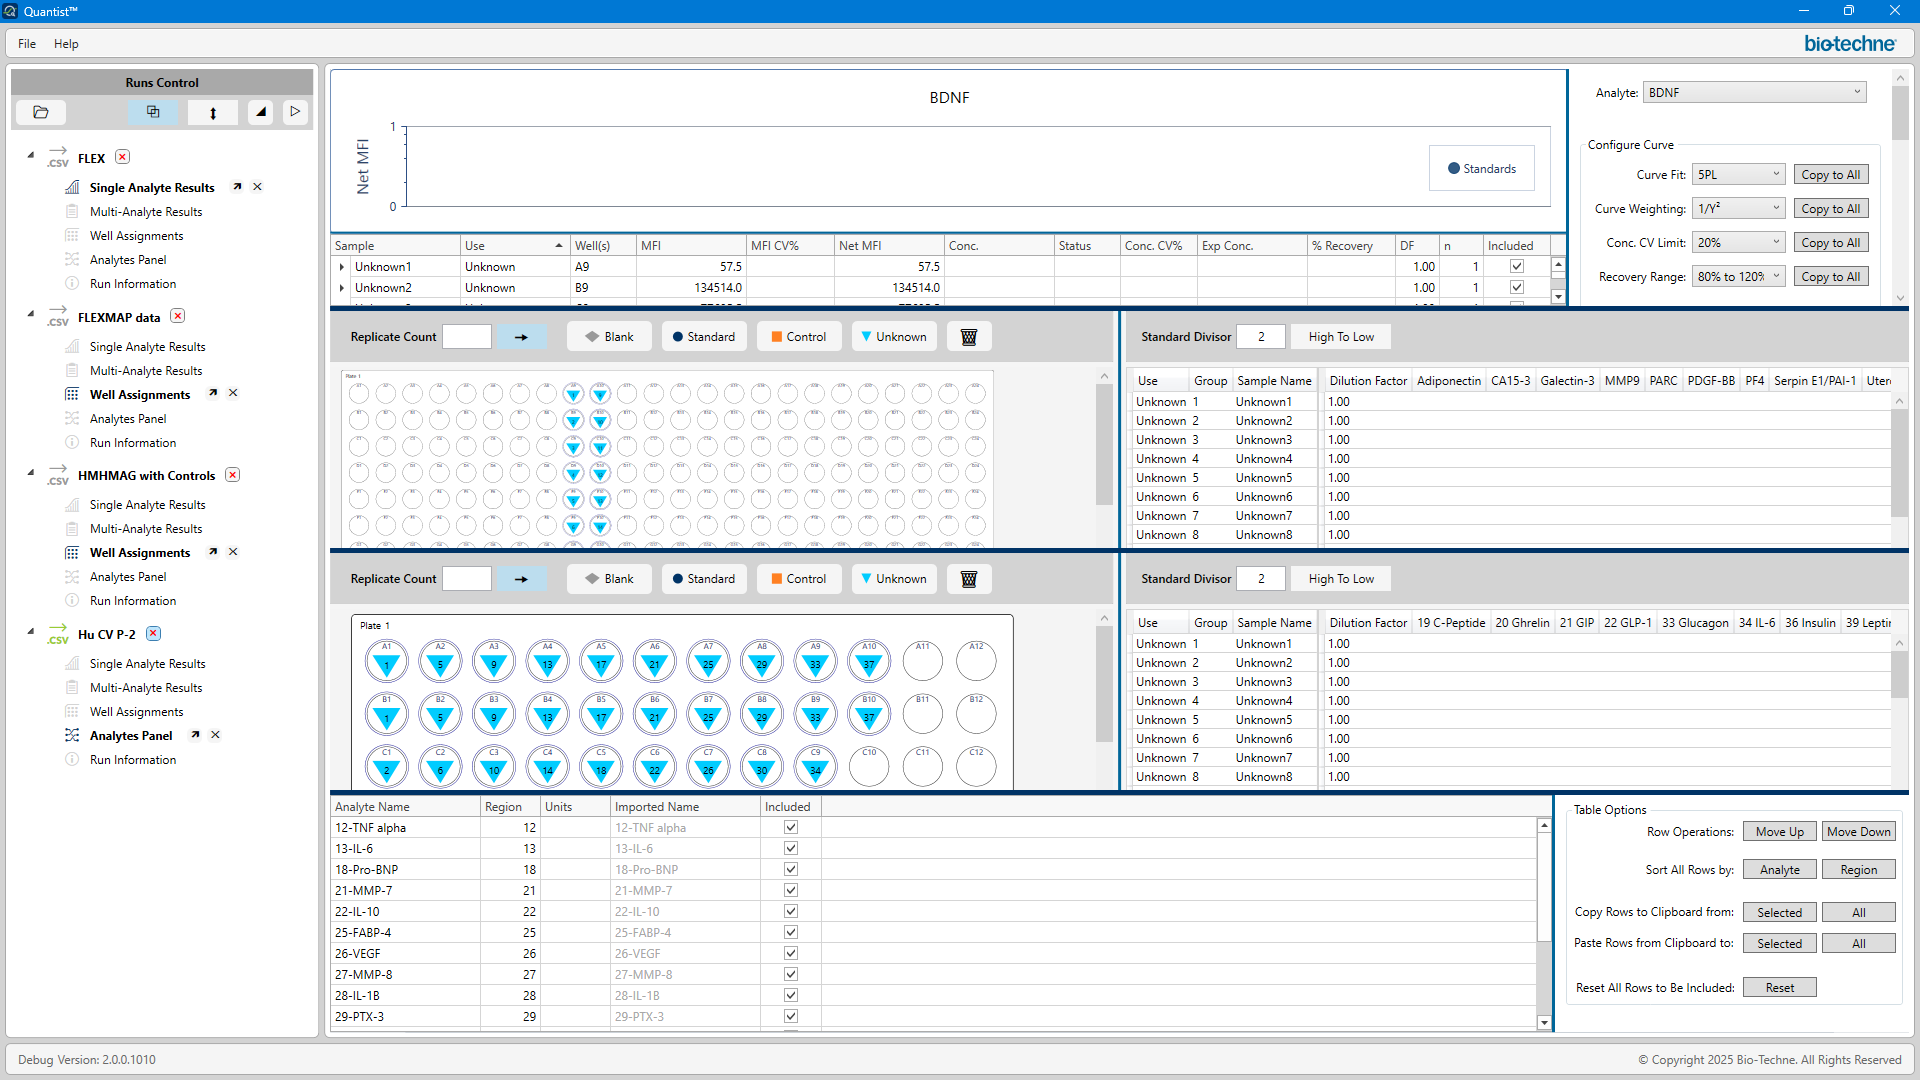 Quantist™
File Help
bio-techne
Runs Control
FLEX
Single Analyte Results
Multi-Analyte Results
Well Assignments
Analytes Panel
Run Information
FLEXMAP data
Single Analyte Results
Multi-Analyte Results
Well Assignments
Analytes Panel
Run Information
HMHMAG with Controls
Single Analyte Results
Multi-Analyte Results
Well Assignments
Analytes Panel
Run Information
Hu CV P-2
Single Analyte Results
Multi-Analyte Results
Well Assignments
Analytes Panel
Run Information
BDNF
Net MFI
1
0
Standards
Analyte: BDNF
Configure Curve
Curve Fit: 5PL Copy to All
Curve Weighting: 1/Y² Copy to All
Conc. CV Limit: 20% Copy to All
Recovery Range: 80% to 120% Copy to All
Sample Use Well(s) MFI MFI CV% Net MFI Conc. Status Conc. CV% Exp Conc. % Recovery DF n Included
Unknown1 Unknown A9 57.5 57.5 1.00 1
Unknown2 Unknown B9 134514.0 134514.0 1.00 1
Replicate Count Blank Standard Control Unknown
Standard Divisor 2 High To Low
Plate 1
Use Group Sample Name Dilution Factor Adiponectin CA15-3 Galectin-3 MMP9 PARC PDGF-BB PF4 Serpin E1/PAI-1 Uter
Unknown 1 Unknown1 1.00
Unknown 2 Unknown2 1.00
Unknown 3 Unknown3 1.00
Unknown 4 Unknown4 1.00
Unknown 5 Unknown5 1.00
Unknown 6 Unknown6 1.00
Unknown 7 Unknown7 1.00
Unknown 8 Unknown8 1.00
Replicate Count Blank Standard Control Unknown
Standard Divisor 2 High To Low
Plate 1
A1 A2 A3 A4 A5 A6 A7 A8 A9 A10 A11 A12
1 5 9 13 17 21 25 29 33 37
B1 B2 B3 B4 B5 B6 B7 B8 B9 B10 B11 B12
1 5 9 13 17 21 25 29 33 37
C1 C2 C3 C4 C5 C6 C7 C8 C9 C10 C11 C12
2 6 10 14 18 22 26 30 34
Use Group Sample Name Dilution Factor 19 C-Peptide 20 Ghrelin 21 GIP 22 GLP-1 33 Glucagon 34 IL-6 36 Insulin 39 Leptin
Unknown 1 Unknown1 1.00
Unknown 2 Unknown2 1.00
Unknown 3 Unknown3 1.00
Unknown 4 Unknown4 1.00
Unknown 5 Unknown5 1.00
Unknown 6 Unknown6 1.00
Unknown 7 Unknown7 1.00
Unknown 8 Unknown8 1.00
Analyte Name Region Units Imported Name Included
12-TNF alpha 12 12-TNF alpha
13-IL-6 13 13-IL-6
18-Pro-BNP 18 18-Pro-BNP
21-MMP-7 21 21-MMP-7
22-IL-10 22 22-IL-10
25-FABP-4 25 25-FABP-4
26-VEGF 26 26-VEGF
27-MMP-8 27 27-MMP-8
28-IL-1B 28 28-IL-1B
29-PTX-3 29 29-PTX-3
Table Options
Row Operations: Move Up Move Down
Sort All Rows by: Analyte Region
Copy Rows to Clipboard from: Selected All
Paste Rows from Clipboard to: Selected All
Reset All Rows to Be Included: Reset
Debug Version: 2.0.0.1010
© Copyright 2025 Bio-Techne. All Rights Reserved